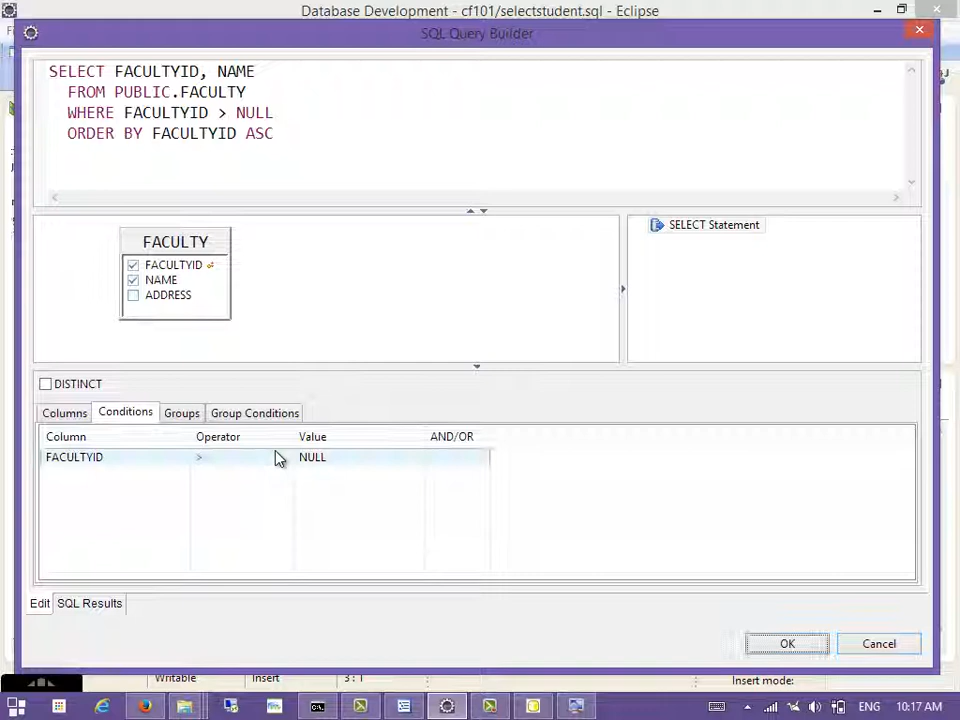 Database Development - cf101/selectstudent.sql - Eclipse
SQL Query Builder
SELECT FACULTYID, NAME
FROM PUBLIC.FACULTY
WHERE FACULTYID > NULL
ORDER BY FACULTYID ASC
FACULTY
SELECT Statement
FACULTYID
NAME
ADDRESS
DISTINCT
Columns Conditions Groups Group Conditions
Column Operator Value AND/OR
FACULTYID > NULL
Edit SQL Results
OK Cancel
Writable Insert 3 : 1 Insert mode:
ENG 10:17 AM